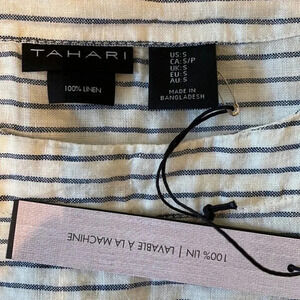 TAHARI
100% LINEN
US:S
CA:S/P
UK:S
EU:S
AU:S
MADE IN
BANGLADESH
100% LIN | LAVABLE À LA MACHINE